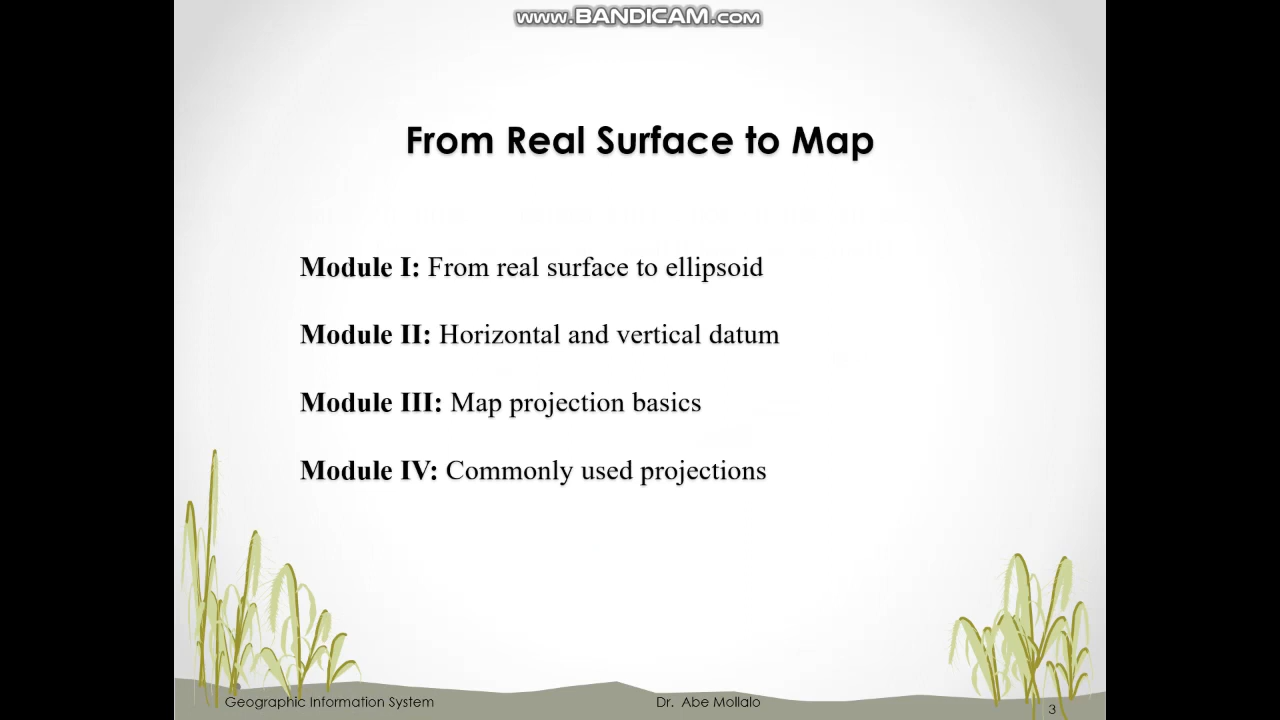 www.BANDICAM.com
From Real Surface to Map
Module I: From real surface to ellipsoid
Module II: Horizontal and vertical datum
Module III: Map projection basics
Module IV: Commonly used projections
Geographic Information System
Dr. Abe Mollalo
3